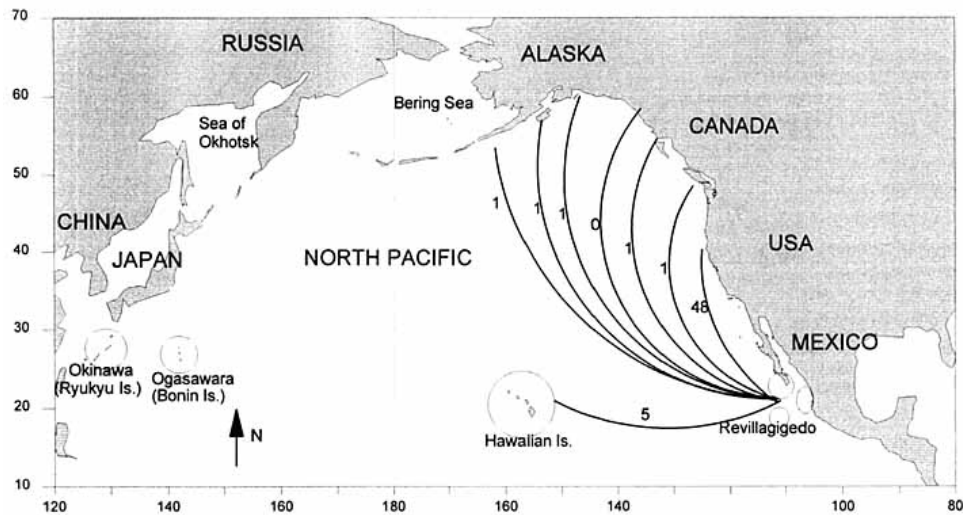 70
60
50
40
30
20
10
RUSSIA
ALASKA
Bering Sea
Sea of
Okhotsk
CANADA
CHINA
JAPAN
NORTH PACIFIC
USA
MEXICO
1
1
1
0
1
1
48
5
Okinawa
(Ryukyu Is.)
Ogasawara
(Bonin Is.)
N
Hawaiian Is.
Revillagigedo
120
140
160
180
160
140
120
100
80